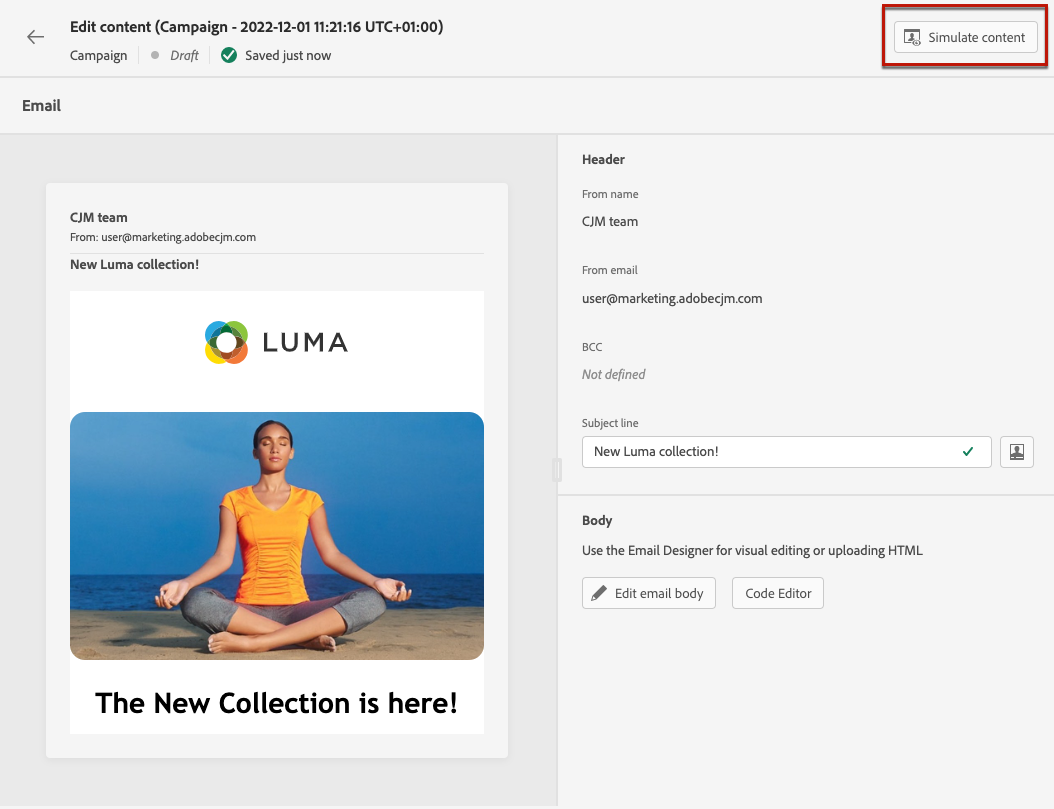 Edit content (Campaign - 2022-12-01 11:21:16 UTC+01:00)
Campaign
Draft
Saved just now
Simulate content
Email
CJM team
From: user@marketing.adobecjm.com
New Luma collection!
LUMA
The New Collection is here!
Header
From name
CJM team
From email
user@marketing.adobecjm.com
BCC
Not defined
Subject line
New Luma collection!
Body
Use the Email Designer for visual editing or uploading HTML
Edit email body
Code Editor